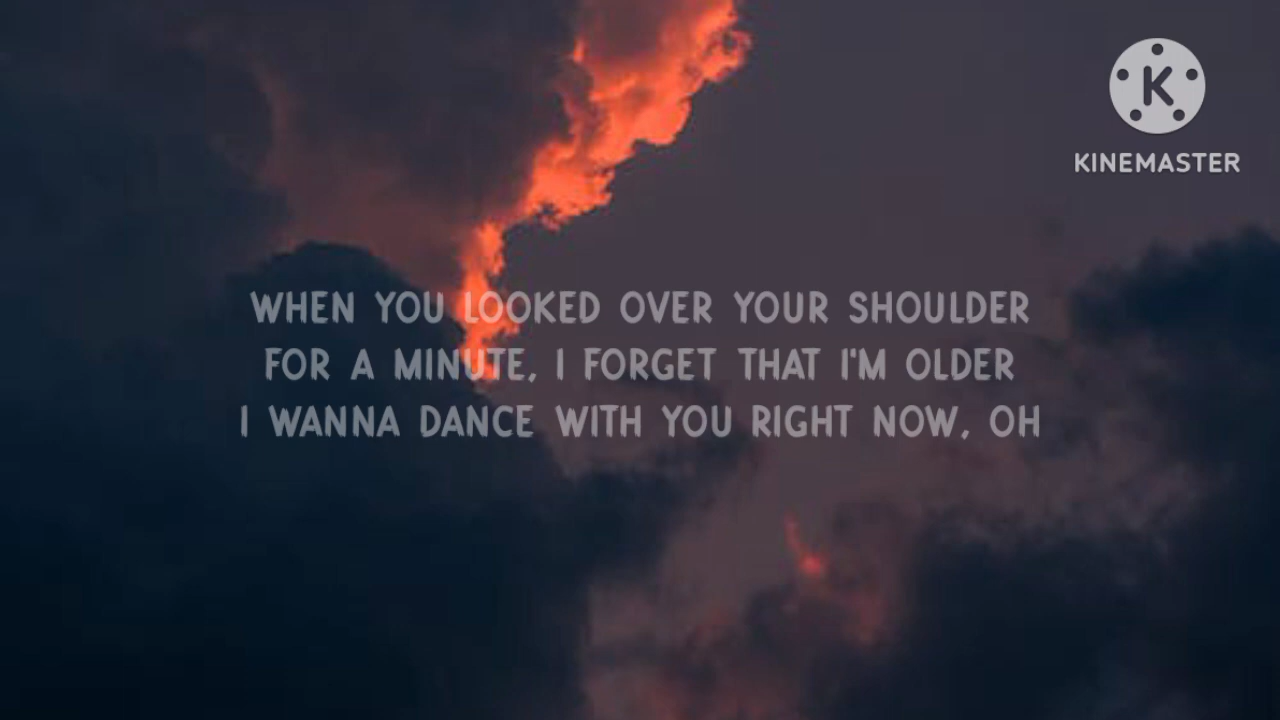 K
KINEMASTER
WHEN YOU LOOKED OVER YOUR SHOULDER
FOR A MINUTE, I FORGET THAT I'M OLDER
I WANNA DANCE WITH YOU RIGHT NOW, OH